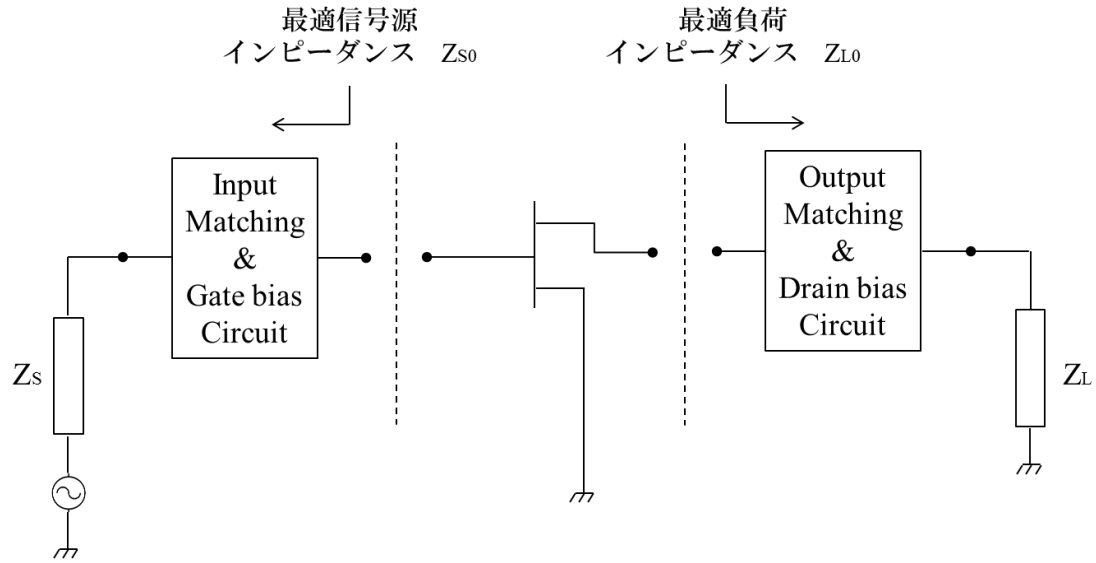 最適信号源
インピーダンス ZS0
最適負荷
インピーダンス ZL0
Input
Matching
&
Gate bias
Circuit
Output
Matching
&
Drain bias
Circuit
ZS
ZL